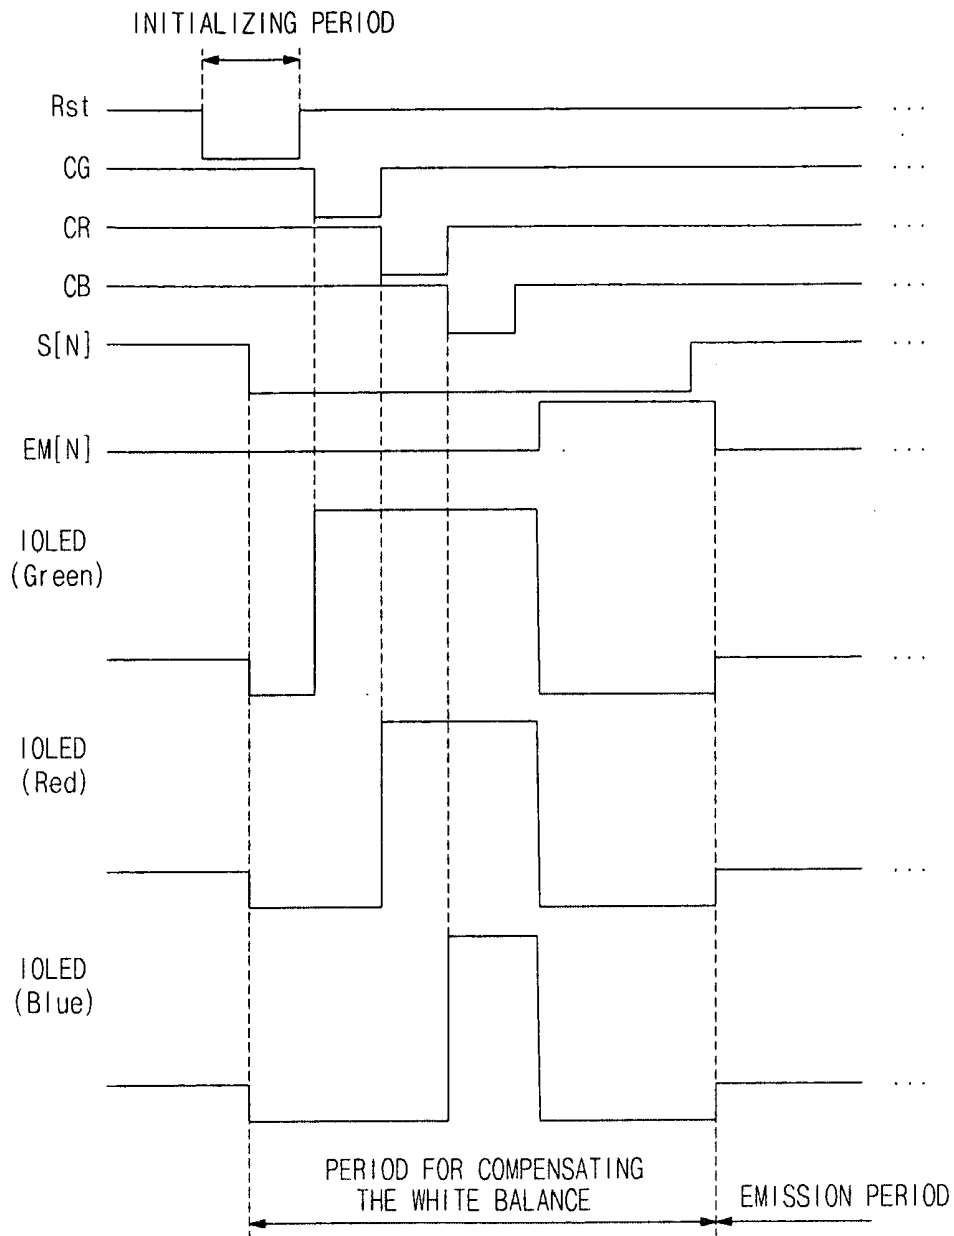 INITIALIZING PERIOD
Rst
...
CG
...
CR
...
CB
...
S[N]
...
EM[N]
...
IOLED
(Green)
...
IOLED
(Red)
...
IOLED
(Blue)
...
PERIOD FOR COMPENSATING
THE WHITE BALANCE
EMISSION PERIOD